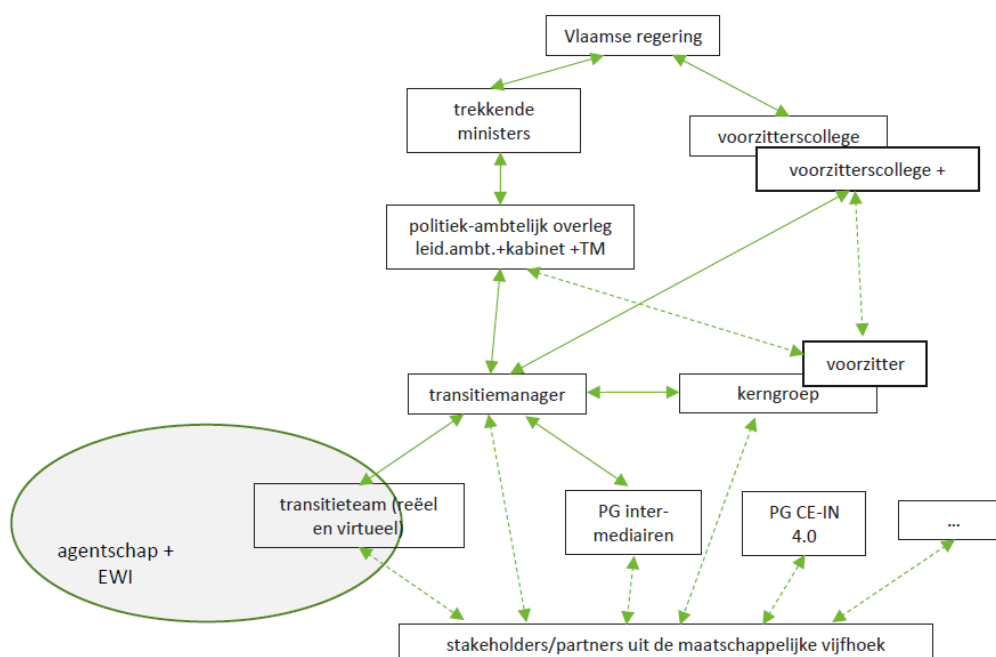 Vlaamse regering
trekkende
ministers
voorzitterscollege
voorzitterscollege +
politiek-ambtelijk overleg
leid.ambt.+kabinet +TM
voorzitter
transitiemanager
kerngroep
transitieteam (reëel
en virtueel)
PG inter-
mediairen
PG CE-IN
4.0
...
agentschap +
EWI
stakeholders/partners uit de maatschappelijke vijfhoek